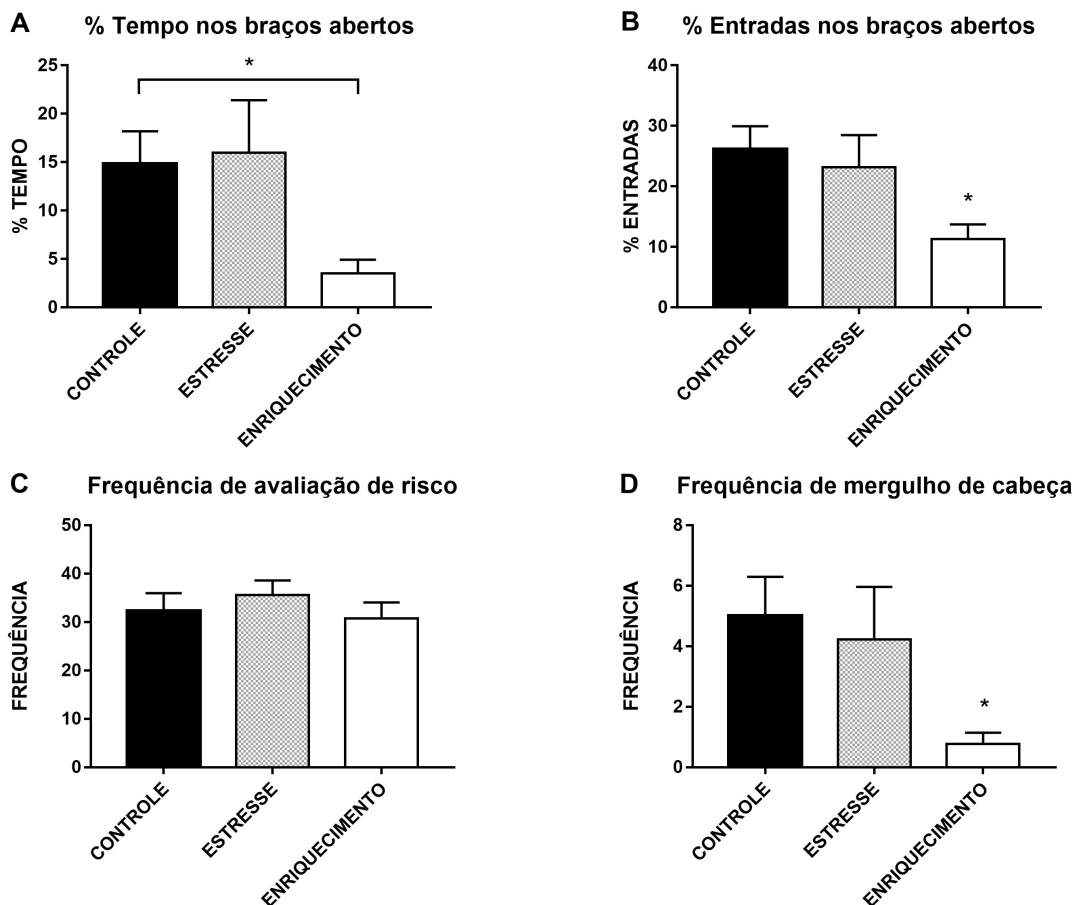 A
% Tempo nos braços abertos
% TEMPO
25
20
15
10
5
0
*
CONTROLE
ESTRESSE
ENRIQUECIMENTO
B
% Entradas nos braços abertos
% ENTRADAS
40
30
20
10
0
*
CONTROLE
ESTRESSE
ENRIQUECIMENTO
C
Frequência de avaliação de risco
FREQUÊNCIA
50
40
30
20
10
0
CONTROLE
ESTRESSE
ENRIQUECIMENTO
D
Frequência de mergulho de cabeça
FREQUÊNCIA
8
6
4
2
0
*
CONTROLE
ESTRESSE
ENRIQUECIMENTO